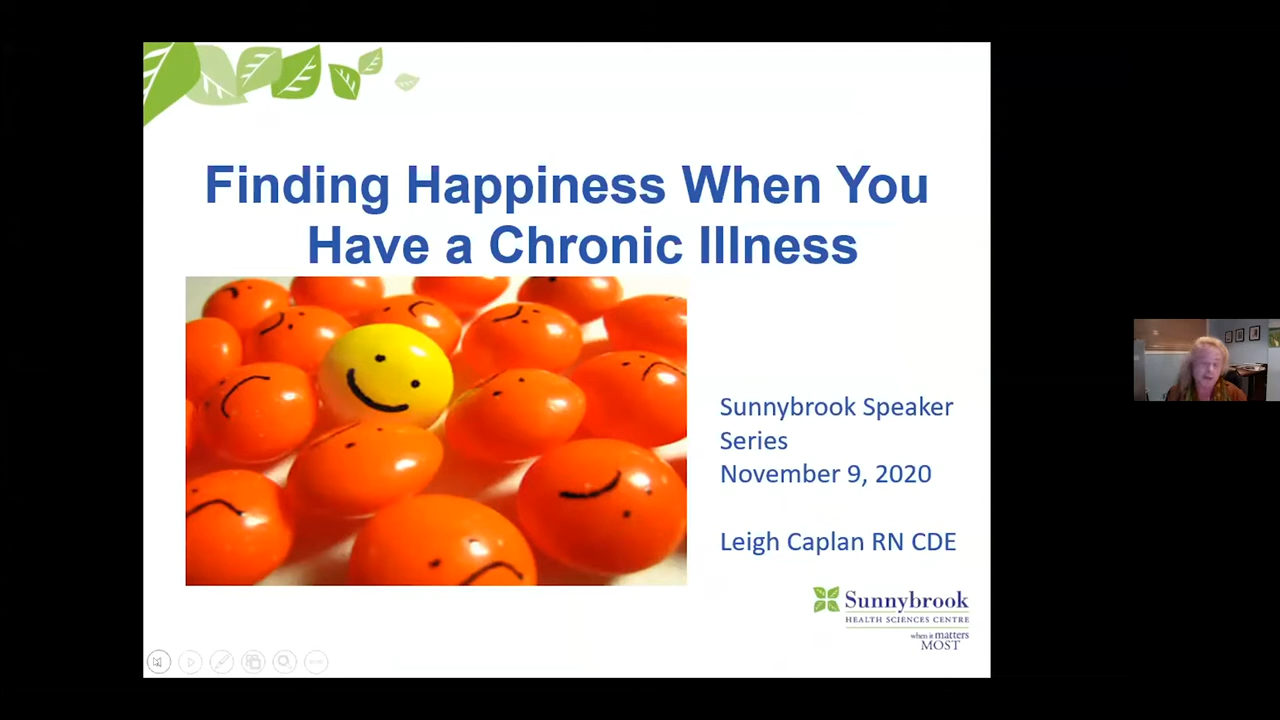 Finding Happiness When You
Have a Chronic Illness
Sunnybrook Speaker
Series
November 9, 2020
Leigh Caplan RN CDE
Sunnybrook
HEALTH SCIENCES CENTRE
when it matters
MOST